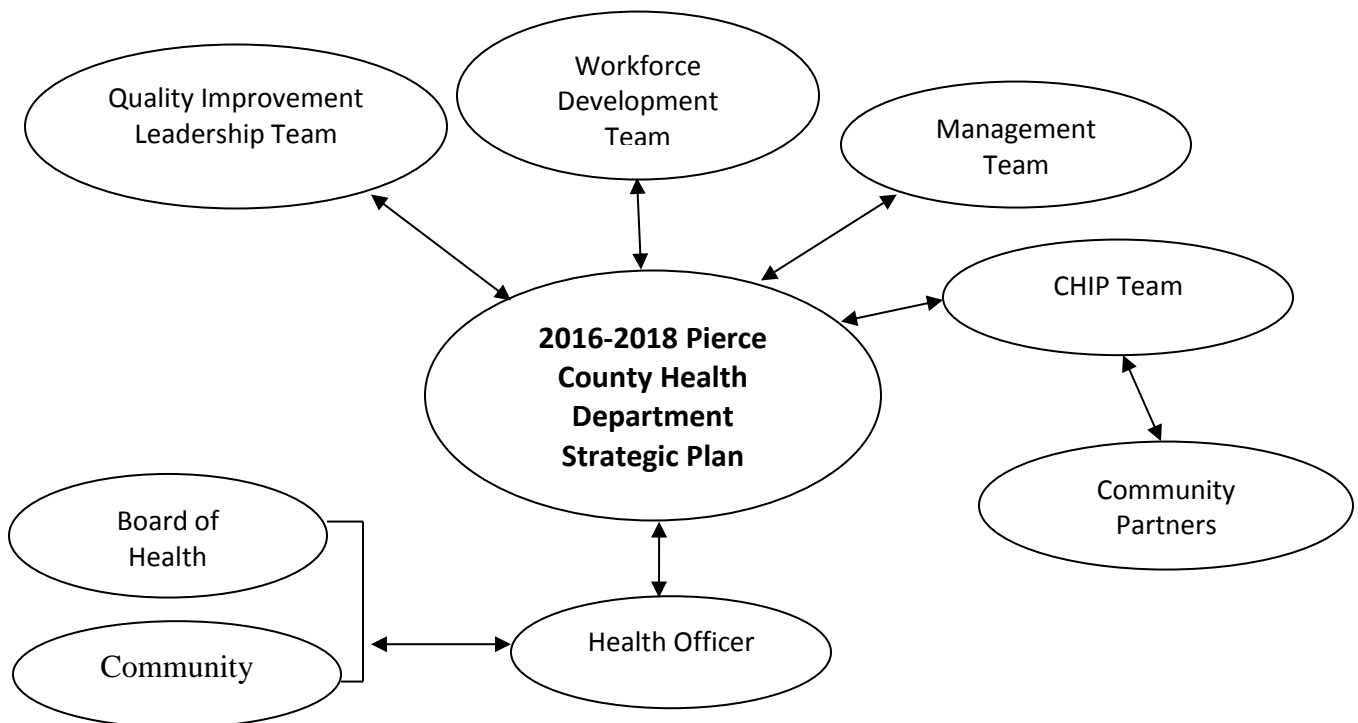 Quality Improvement
Leadership Team
Workforce
Development
Team
Management
Team
CHIP Team
2016-2018 Pierce
County Health
Department
Strategic Plan
Community
Partners
Board of
Health
Community
Health Officer